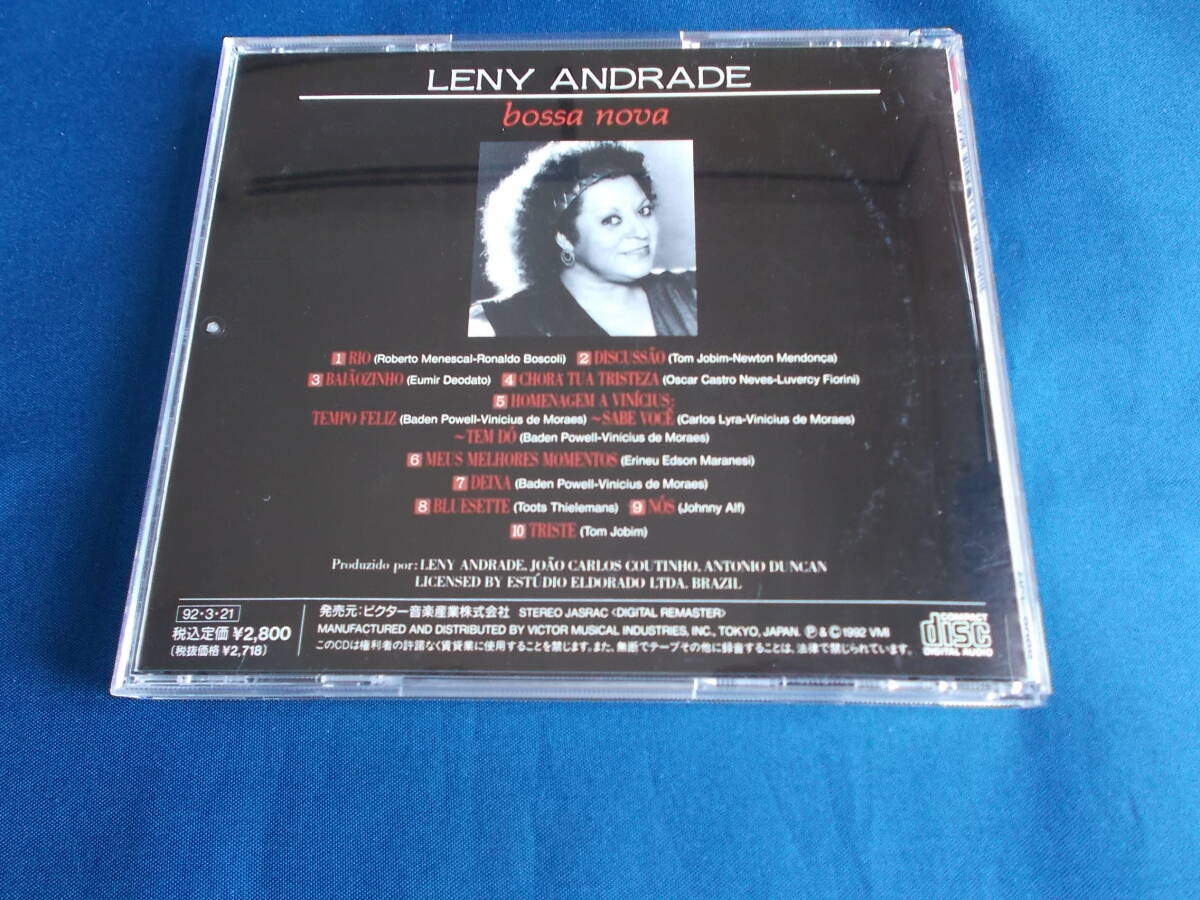 LENY ANDRADE
bossa nova
1 RIO (Roberto Menescal-Ronaldo Boscoli) 2 DISCUSSÃO (Tom Jobim-Newton Mendonça)
3 BAIÃOZINHO (Eumir Deodato) 4 CHORA TUA TRISTEZA (Oscar Castro Neves-Luvercy Fiorini)
5 HOMENAGEM A VINÍCIUS:
TEMPO FELIZ (Baden Powell-Vinicius de Moraes) ~SABE VOCÊ (Carlos Lyra-Vinicius de Moraes)
~TEM DÓ (Baden Powell-Vinicius de Moraes)
6 MEUS MELHORES MOMENTOS (Erineu Edson Maranesi)
7 DEIXA (Baden Powell-Vinicius de Moraes)
8 BLUESETTE (Toots Thielemans) 9 NÓS (Johnny Alf)
10 TRISTE (Tom Jobim)
Produzido por: LENY ANDRADE, JOÃO CARLOS COUTINHO, ANTONIO DUNCAN
LICENSED BY ESTÚDIO ELDORADO LTDA. BRAZIL
92・3・21
税込定価 ¥2,800
(税抜価格 ¥2,718)
発売元:ビクター音楽産業株式会社 STEREO JASRAC <DIGITAL REMASTER>
MANUFACTURED AND DISTRIBUTED BY VICTOR MUSICAL INDUSTRIES, INC., TOKYO, JAPAN. Ⓟ & © 1992 VMI
このCDは権利者の許諾なく賃貸業に使用することを禁じます。また、無断でテープその他に録音することは、法律で禁じられています。
COMPACT
disc
DIGITAL AUDIO